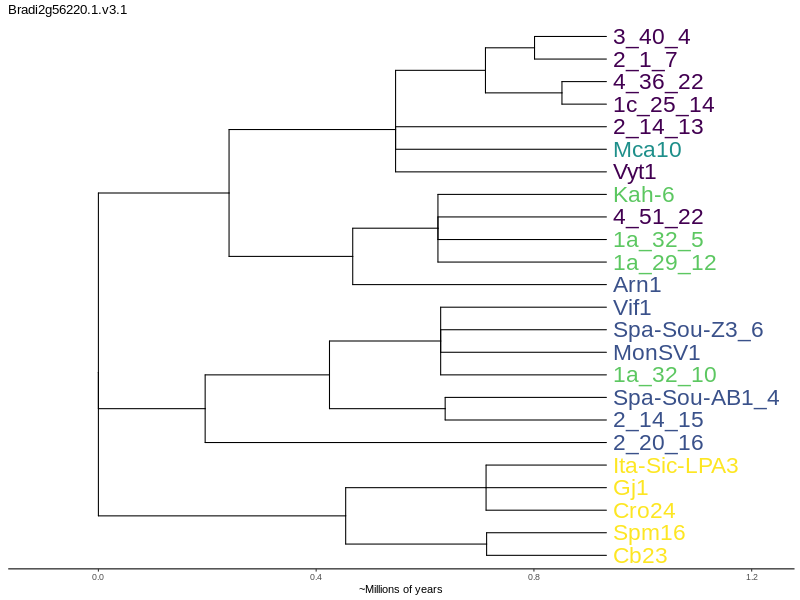 Bradi2g56220.1.v3.1
3_40_4
2_1_7
4_36_22
1c_25_14
2_14_13
Mca10
Vyt1
Kah-6
4_51_22
1a_32_5
1a_29_12
Arn1
Vif1
Spa-Sou-Z3_6
MonSV1
1a_32_10
Spa-Sou-AB1_4
2_14_15
2_20_16
Ita-Sic-LPA3
Gj1
Cro24
Spm16
Cb23
0.0 0.4 0.8 1.2
~Millions of years